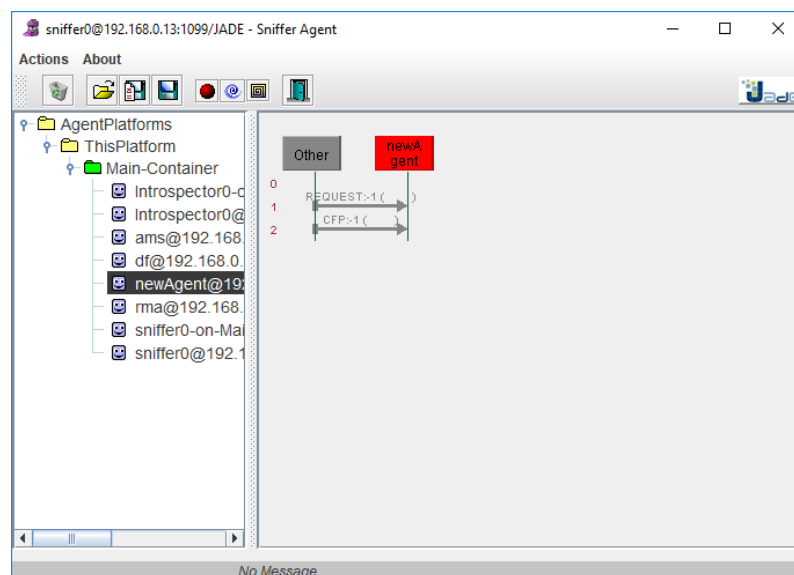 sniffer0@192.168.0.13:1099/JADE - Sniffer Agent
Actions About
Jade
AgentPlatforms
ThisPlatform
Main-Container
Introspector0-o
Introspector0@
ams@192.168.
df@192.168.0.
newAgent@192
rma@192.168.
sniffer0-on-Mai
sniffer0@192.1
Other
newA
gent
0
REQUEST:-1 ( )
1
CFP:-1 ( )
2
No Message